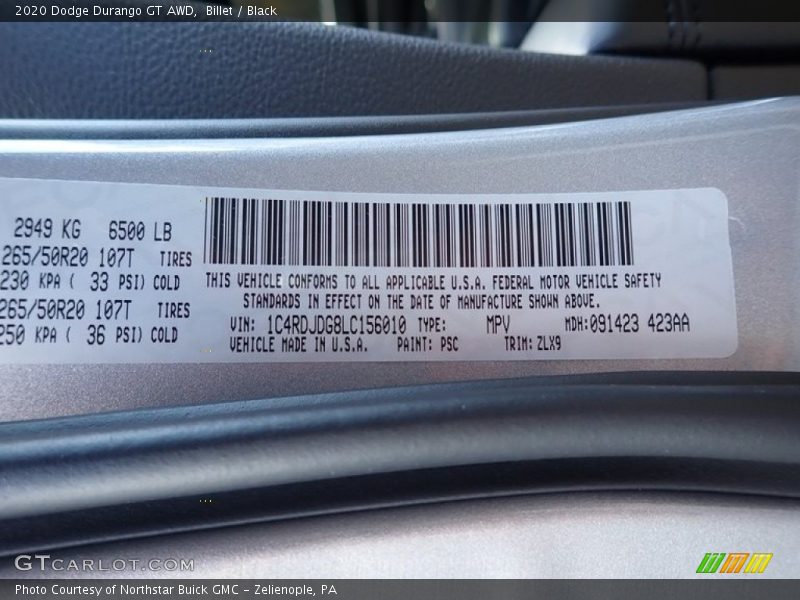 2020 Dodge Durango GT AWD,  Billet / Black
2949 KG 6500 LB
265/50R20 107T TIRES
230 KPA ( 33 PSI) COLD
265/50R20 107T TIRES
250 KPA ( 36 PSI) COLD
THIS VEHICLE CONFORMS TO ALL APPLICABLE U.S.A. FEDERAL MOTOR VEHICLE SAFETY
STANDARDS IN EFFECT ON THE DATE OF MANUFACTURE SHOWN ABOVE.
VIN: 1C4RDJDG8LC156010 TYPE: MPV MDH:091423 423AA
VEHICLE MADE IN U.S.A. PAINT: PSC TRIM: ZLX9
GTCARLOT.COM
Photo Courtesy of Northstar Buick GMC - Zelienople, PA